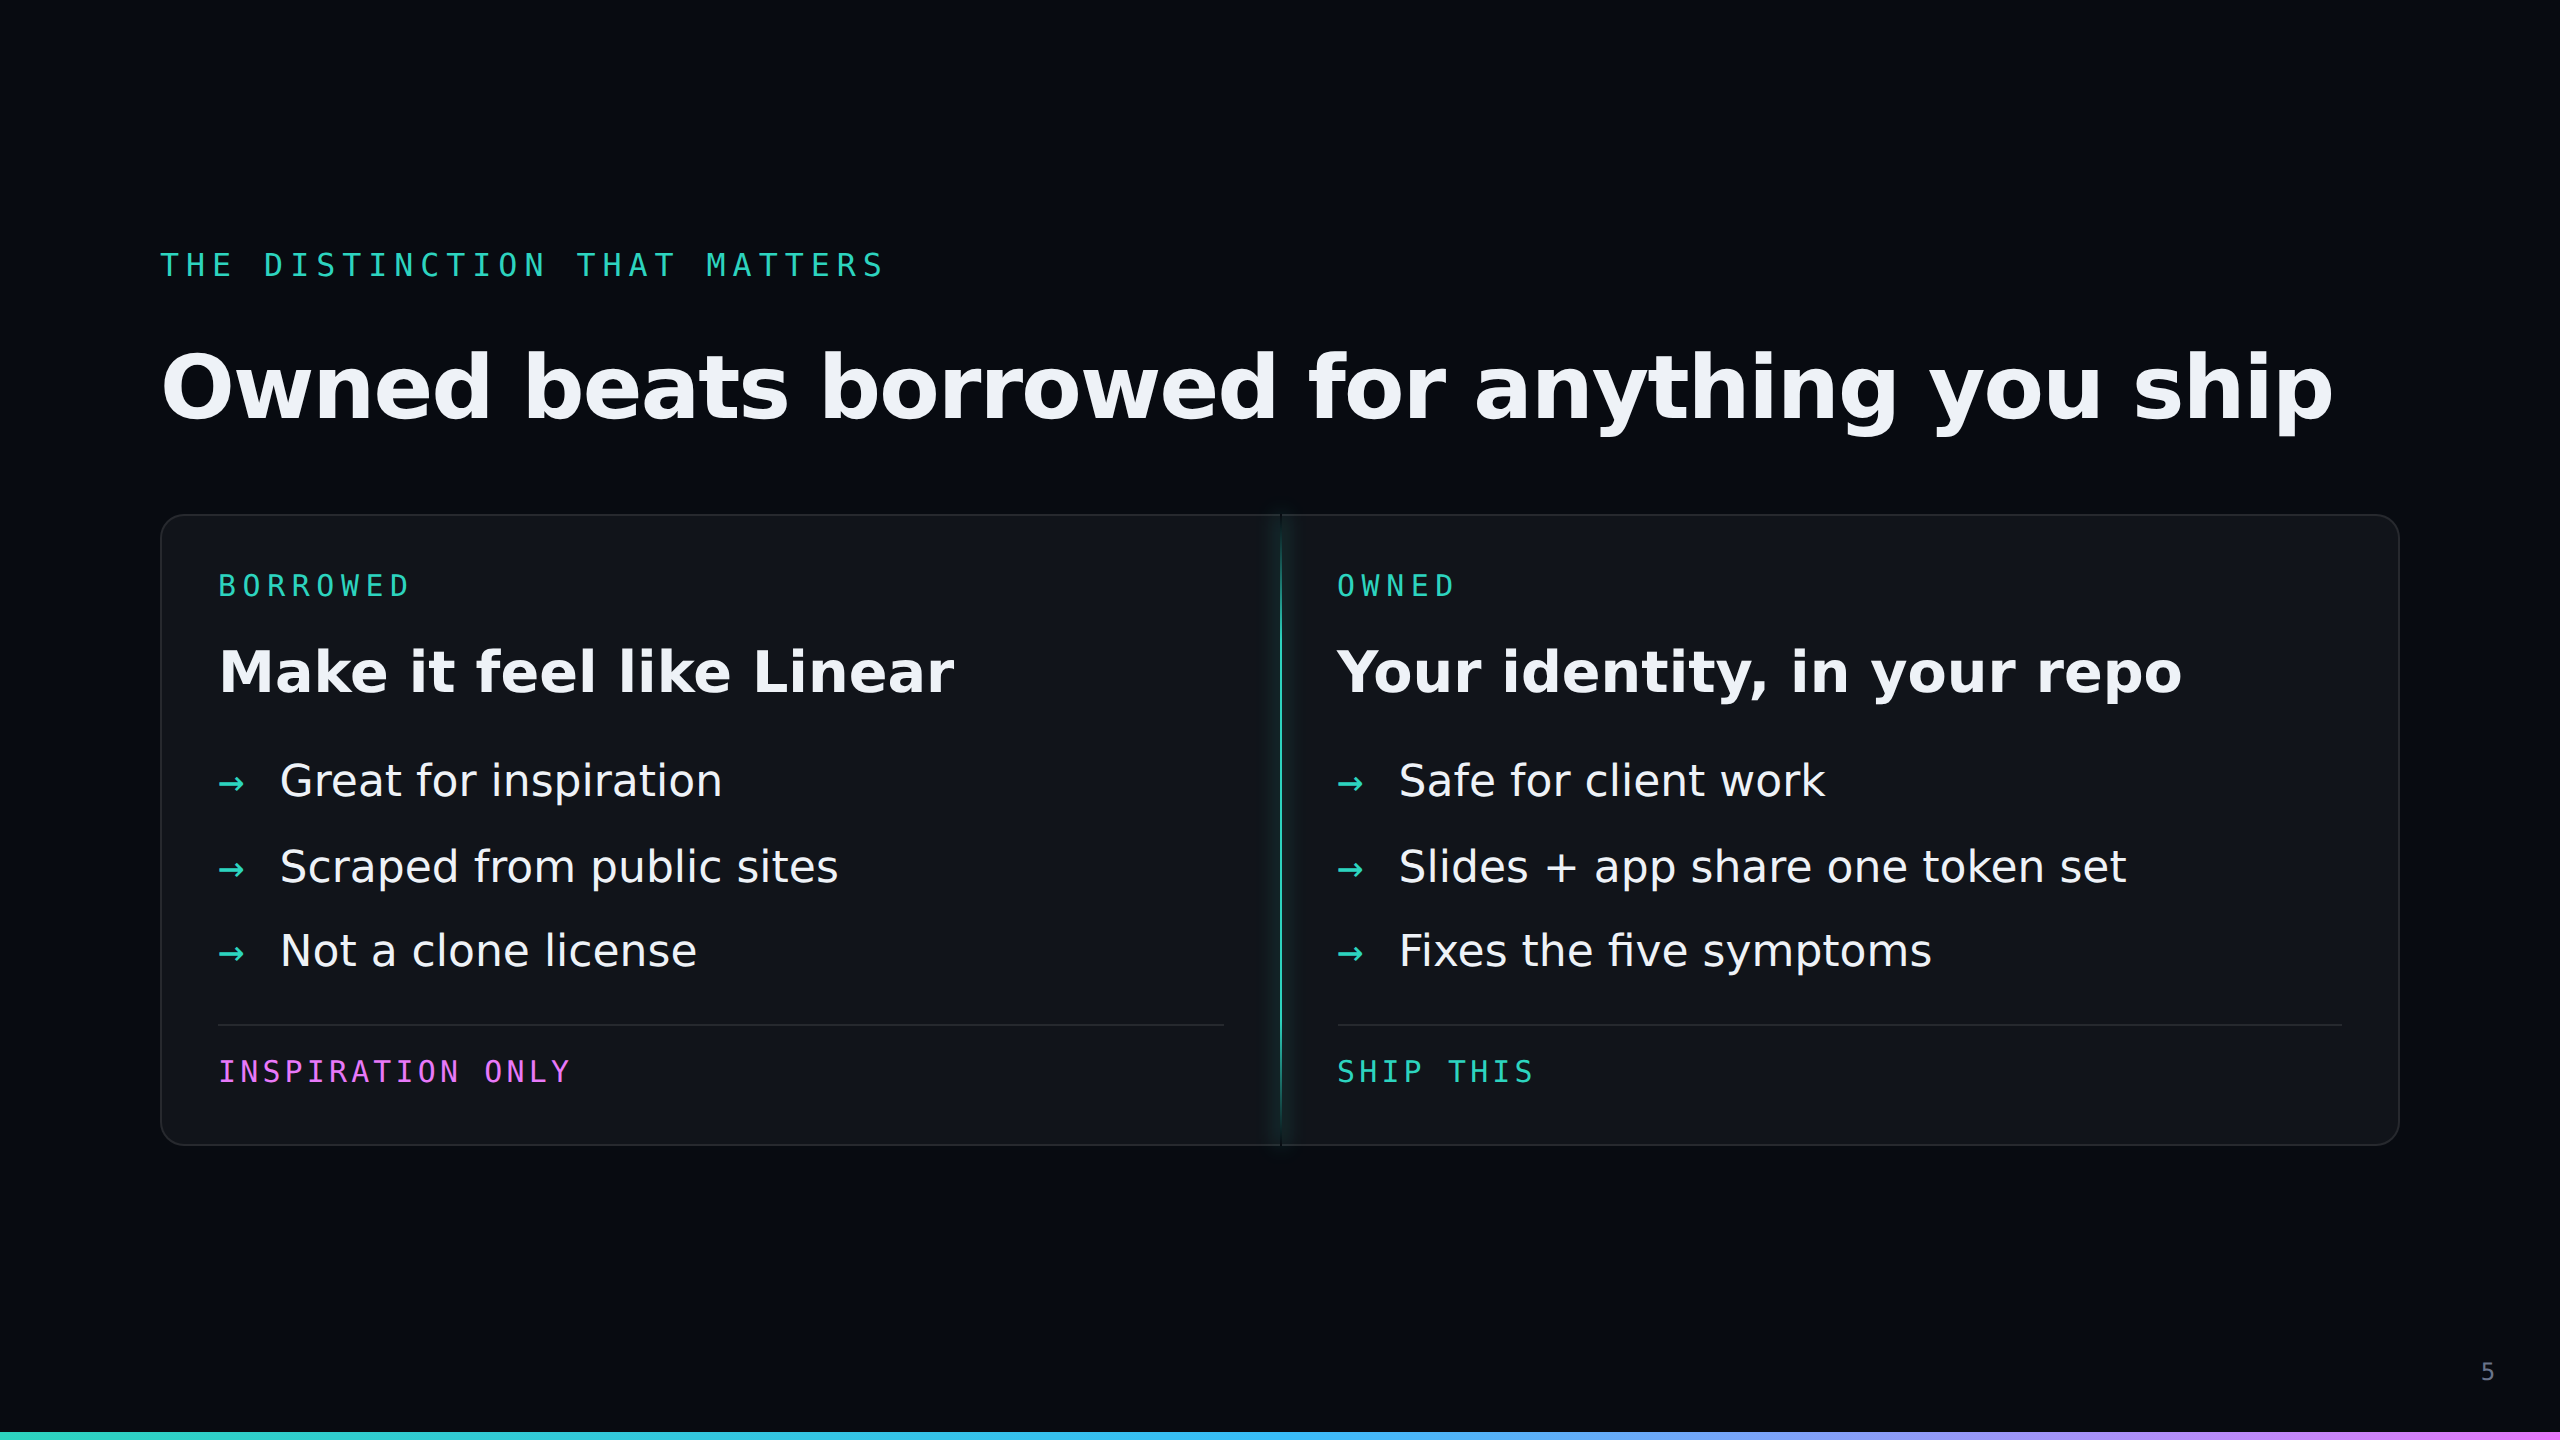 THE DISTINCTION THAT MATTERS
Owned beats borrowed for anything you ship
BORROWED
Make it feel like Linear
→ Great for inspiration
→ Scraped from public sites
→ Not a clone license
INSPIRATION ONLY
OWNED
Your identity, in your repo
→ Safe for client work
→ Slides + app share one token set
→ Fixes the five symptoms
SHIP THIS
5